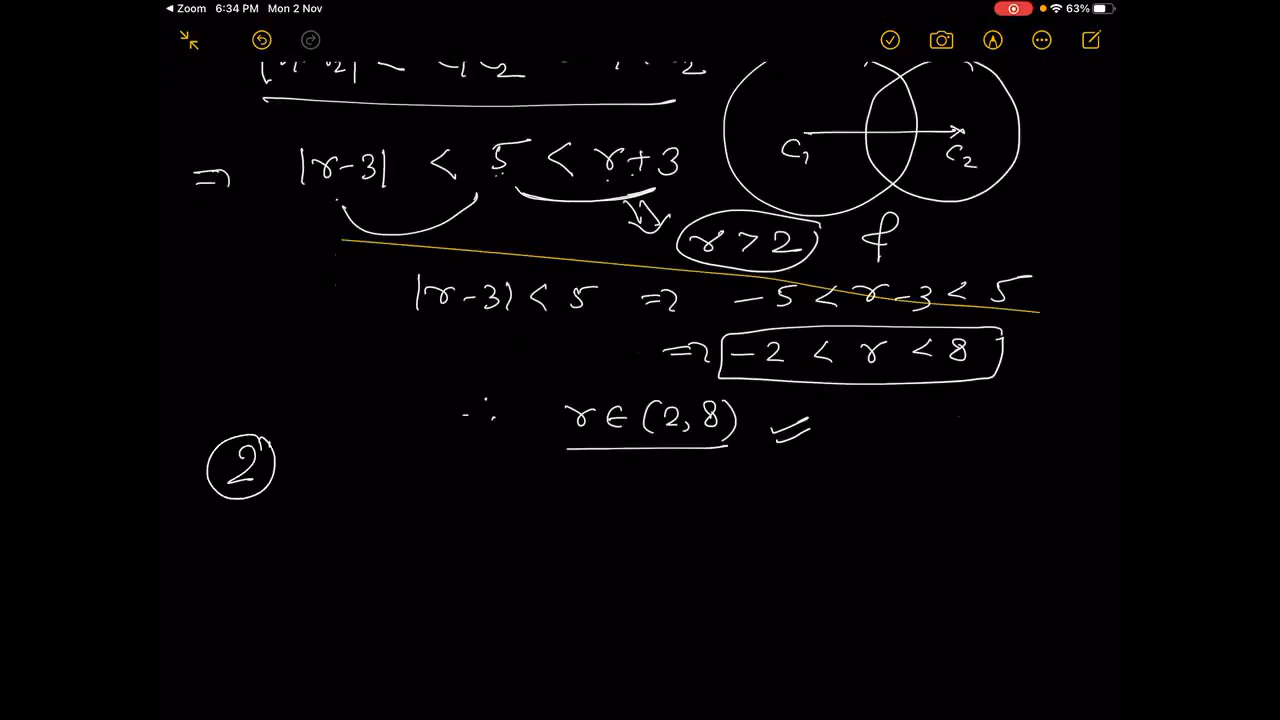 ◀ Zoom 6:34 PM Mon 2 Nov 63%
⇒ |r-3| < 5 < r+3
C₁ C₂
r > 2 &
|r-3| < 5 ⇒ -5 < r-3 < 5
⇒ -2 < r < 8
∴ r ∈ (2, 8)
2